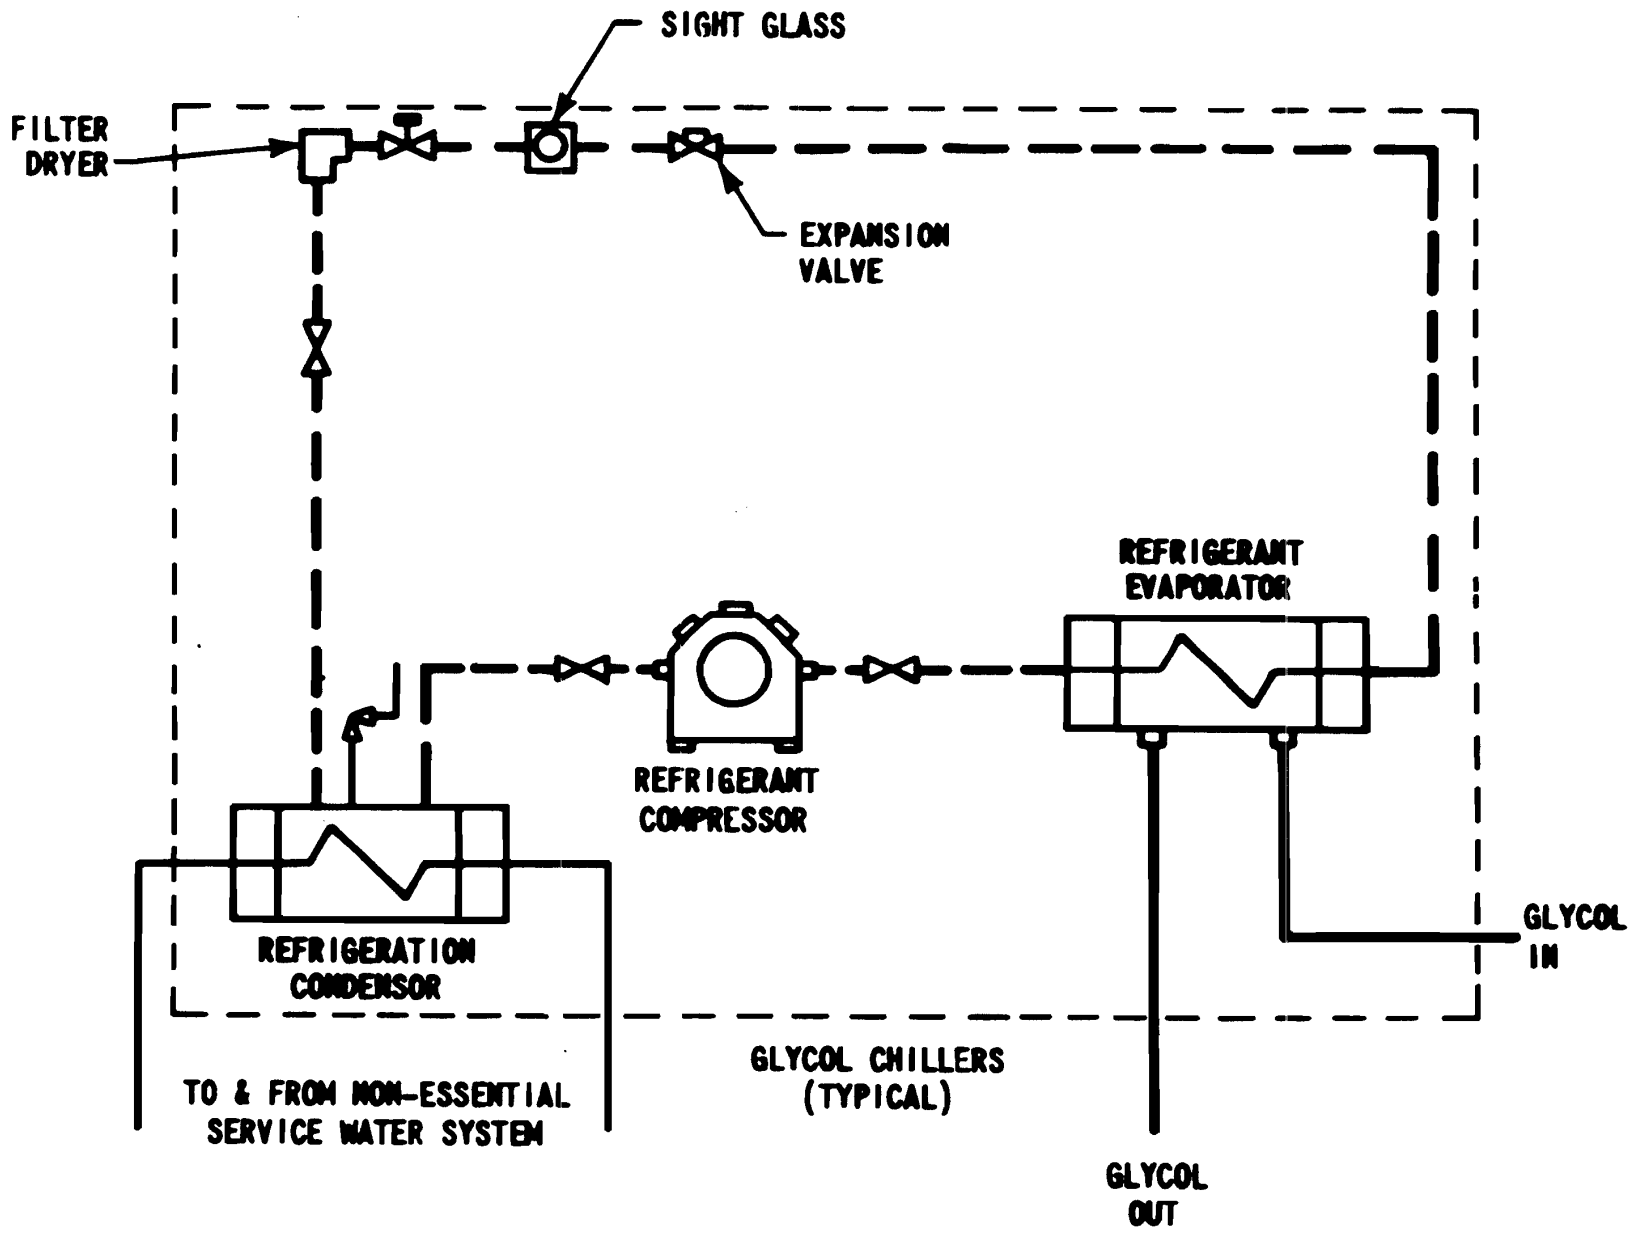 SIGHT GLASS
FILTER
DRYER
EXPANSION
VALVE
REFRIGERANT
EVAPORATOR
REFRIGERANT
COMPRESSOR
GLYCOL
IN
REFRIGERATION
CONDENSOR
GLYCOL CHILLERS
(TYPICAL)
TO & FROM NON-ESSENTIAL
SERVICE WATER SYSTEM
GLYCOL
OUT